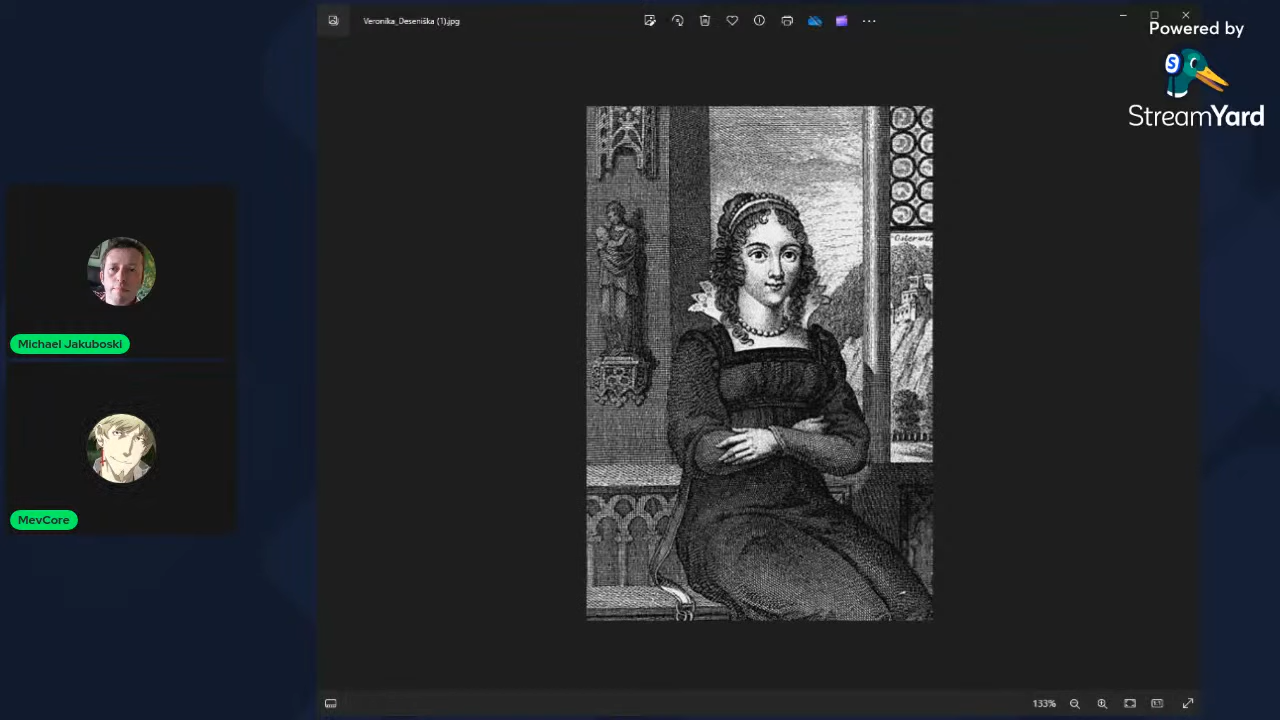 Veronika_Deseniška (1).jpg
Powered by
StreamYard
S
Michael Jakuboski
MevCore
133%